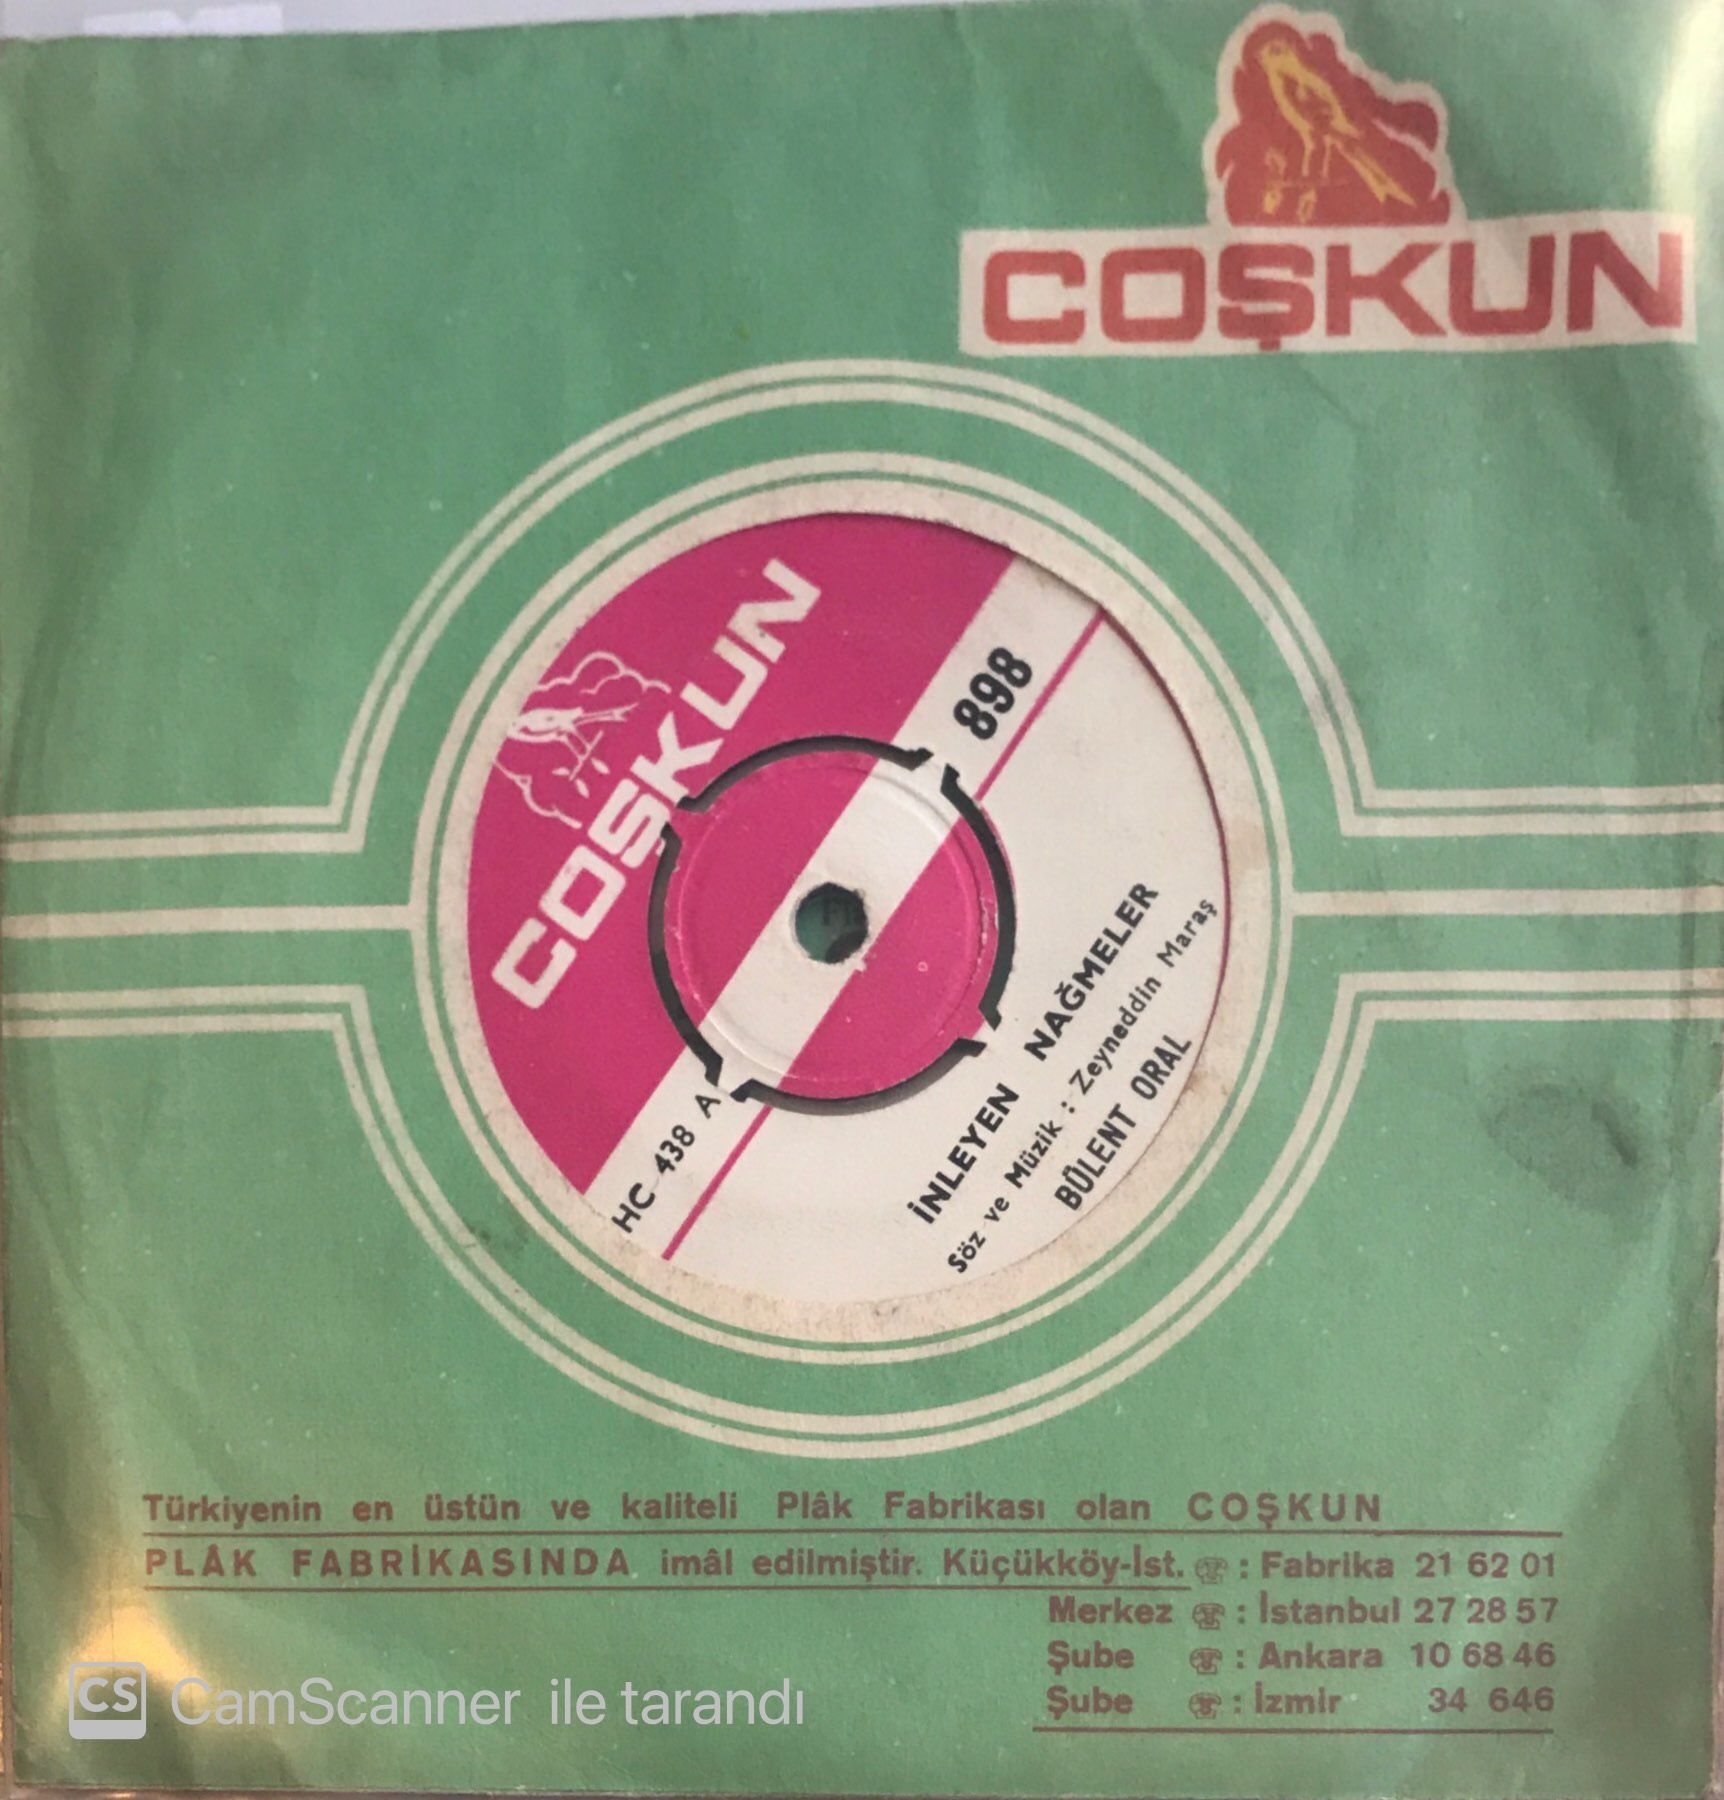 COŞKUN
COŞKUN
898
HC 438 A
İNLEYEN NAĞMELER
Söz ve Müzik : Zeyneddin Maraş
BÜLENT ORAL
Türkiyenin en üstün ve kaliteli Plâk Fabrikası olan COŞKUN
PLÂK FABRİKASINDA imâl edilmiştir. Küçükköy-İst. ☏ : Fabrika 21 62 01
Merkez ☏ : İstanbul 27 28 57
Şube ☏ : Ankara 10 68 46
Şube ☏ : İzmir 34 646
CS CamScanner ile tarandı